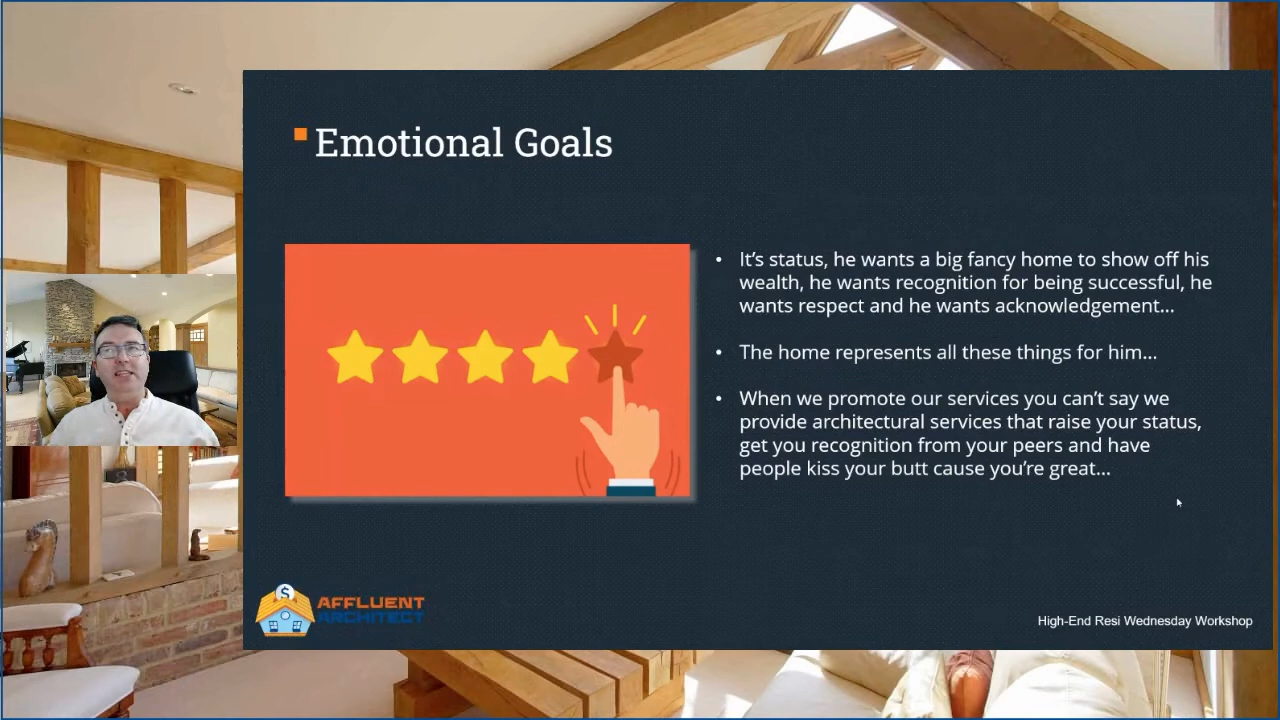 Emotional Goals
• It’s status, he wants a big fancy home to show off his
wealth, he wants recognition for being successful, he
wants respect and he wants acknowledgement...
• The home represents all these things for him...
• When we promote our services you can’t say we
provide architectural services that raise your status,
get you recognition from your peers and have
people kiss your butt cause you’re great...
$
AFFLUENT
ARCHITECT
High-End Resi Wednesday Workshop